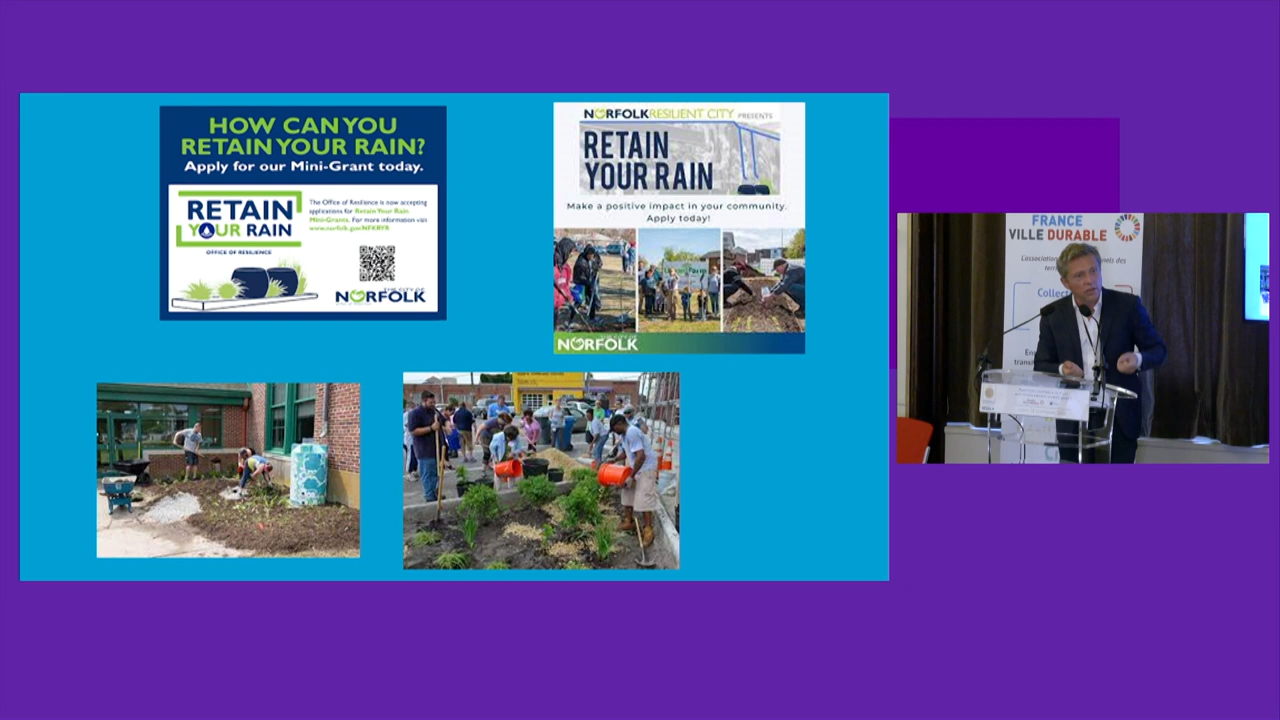 HOW CAN YOU
RETAIN YOUR RAIN?
Apply for our Mini-Grant today.
RETAIN
YOUR RAIN
OFFICE OF RESILIENCE
The Office of Resilience is now accepting
applications for Retain Your Rain
Mini-Grants. For more information visit
www.norfolk.gov/NFKRYR
THE CITY OF
NORFOLK
NORFOLK RESILIENT CITY PRESENTS
RETAIN
YOUR RAIN
Make a positive impact in your community.
Apply today!
NORFOLK
FRANCE
VILLE DURABLE